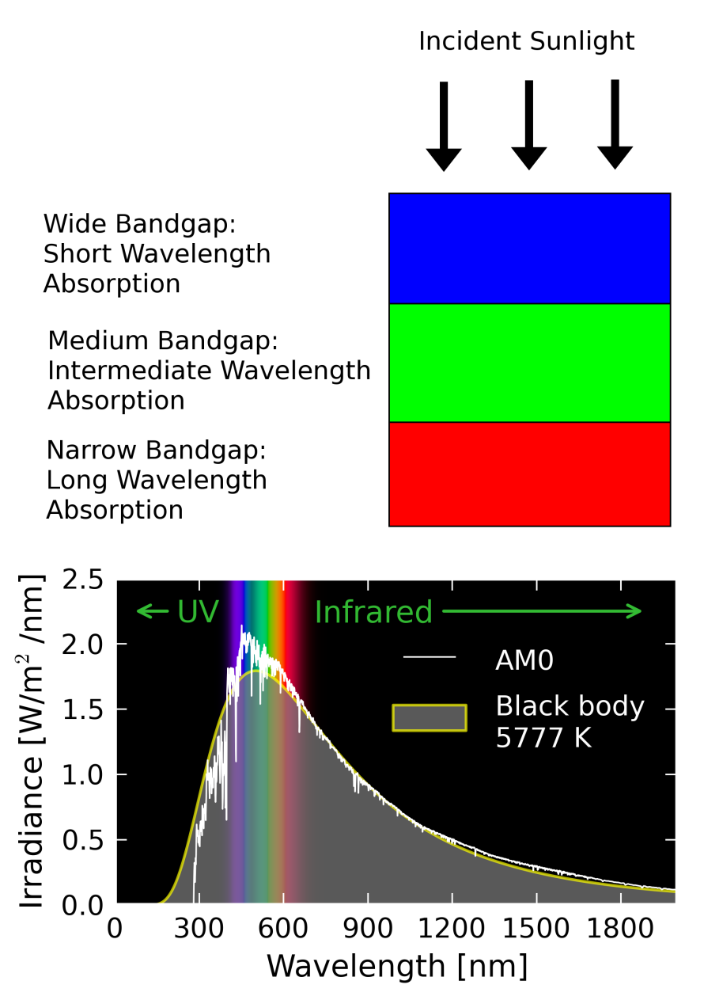 Incident Sunlight
Wide Bandgap:
Short Wavelength
Absorption
Medium Bandgap:
Intermediate Wavelength
Absorption
Narrow Bandgap:
Long Wavelength
Absorption
Irradiance [W/m² /nm]
2.5
2.0
1.5
1.0
0.5
0.0
UV
Infrared
AM0
Black body
5777 K
0 300 600 900 1200 1500 1800
Wavelength [nm]